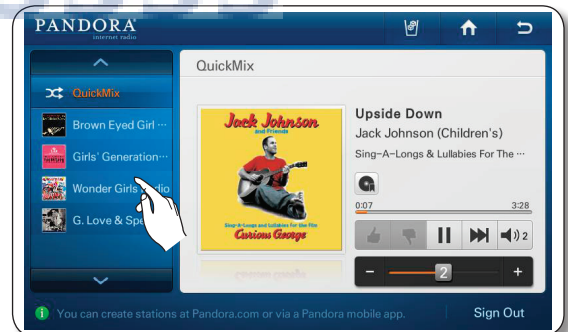 PANDORA®
internet radio
QuickMix
QuickMix
Brown Eyed Girl ···
Girls' Generation···
Wonder Girls
G. Love &
Jack Johnson
and Friends
Sing-A-Longs and Lullabies for the film
Curious George
Upside Down
Jack Johnson (Children's)
Sing-A-Longs & Lullabies For The ···
0:07
3:28
2
- 2 +
You can create stations at Pandora.com or via a Pandora mobile app.
Sign Out